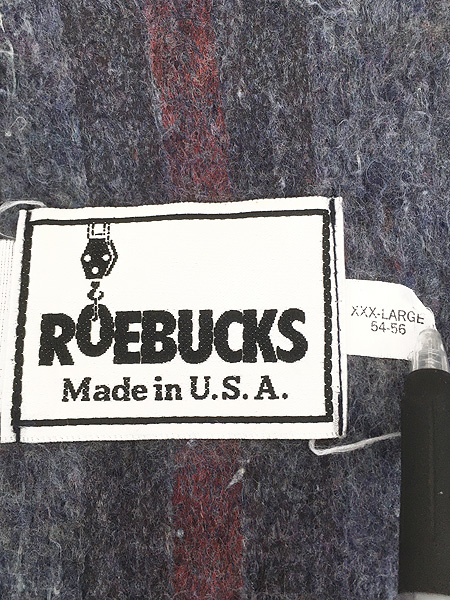 ROEBUCKS
Made in U.S.A.
XXX-LARGE
54-56